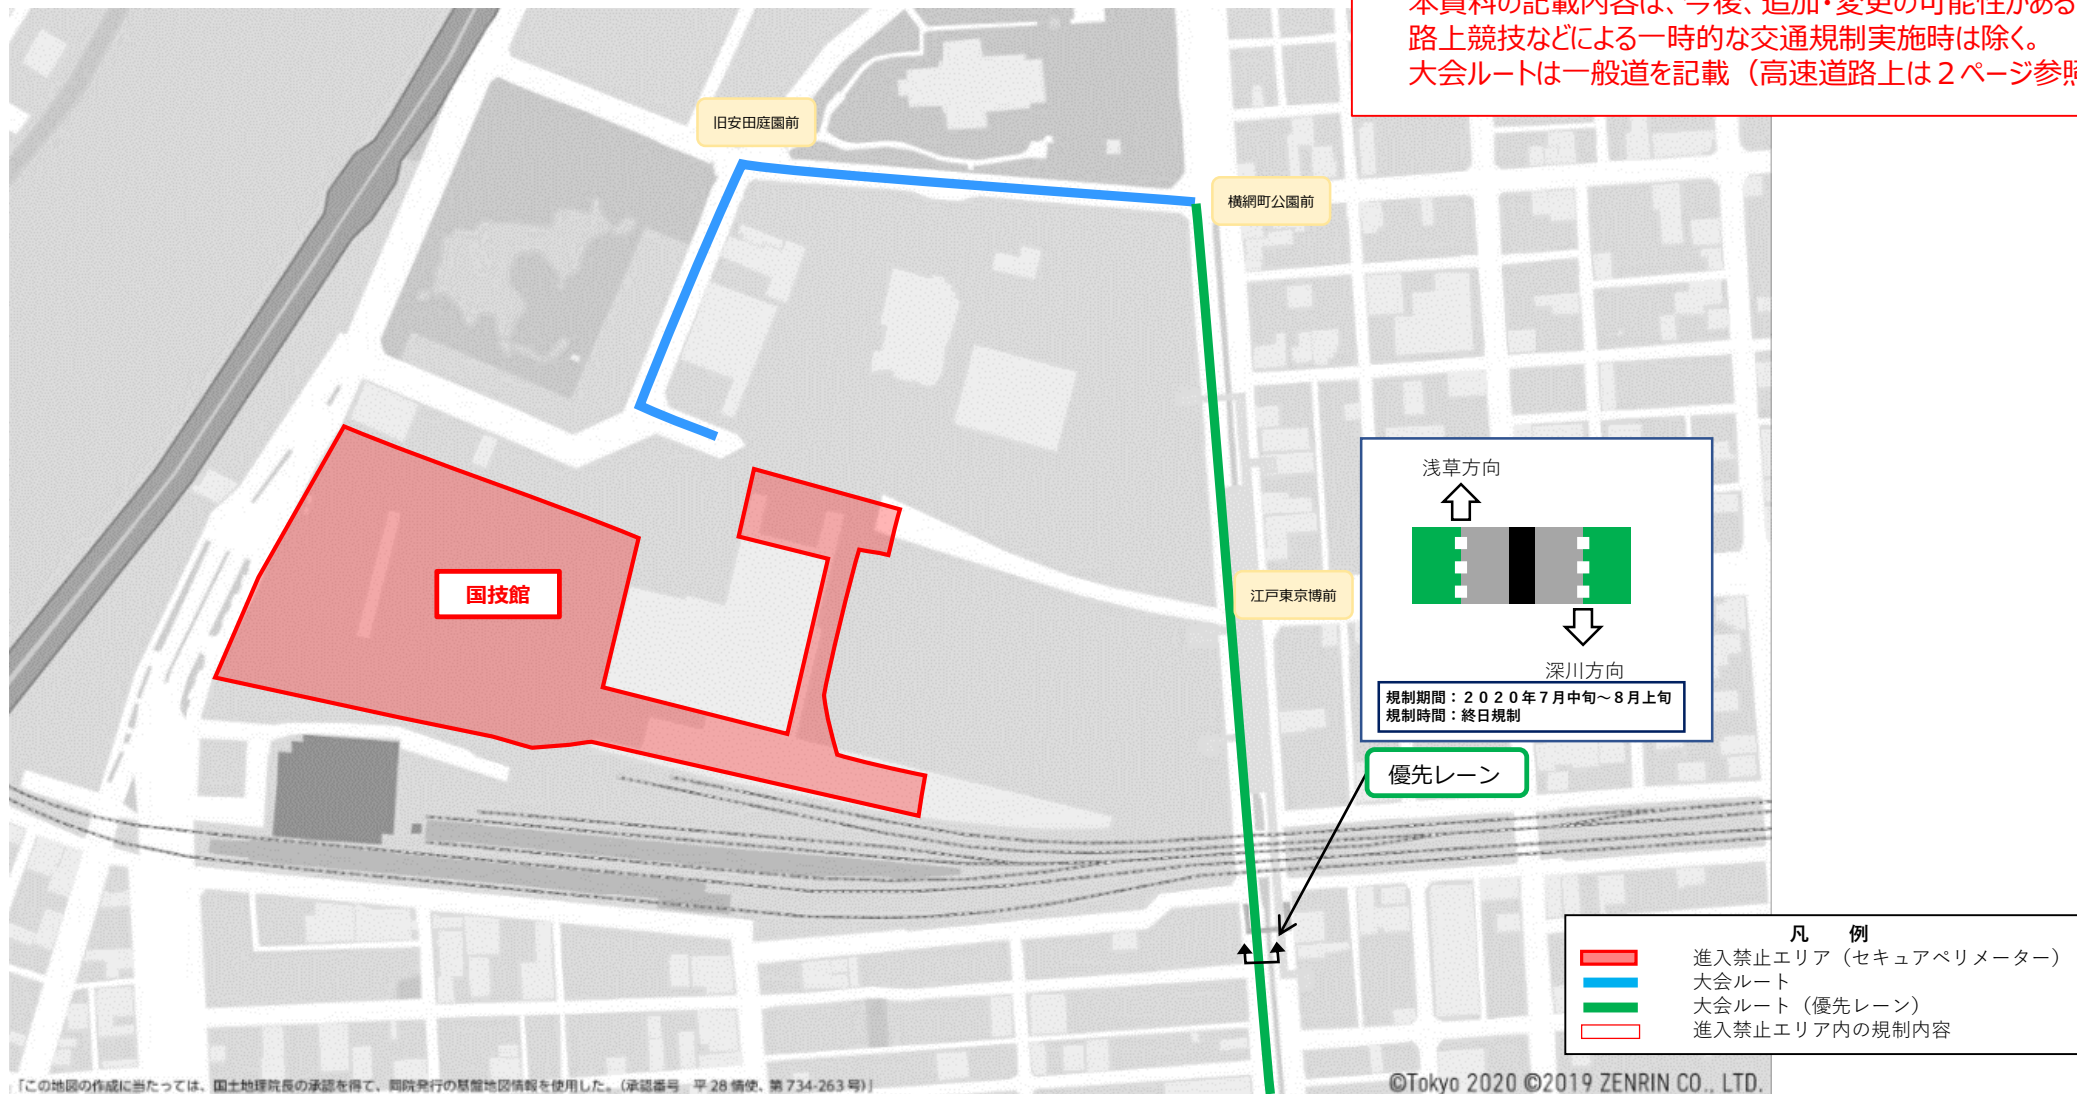 本資料の記載内容は、今後、追加・変更の可能性がある
路上競技などによる一時的な交通規制実施時は除く。
大会ルートは一般道を記載（高速道路上は２ページ参照
旧安田庭園前
横網町公園前
浅草方向
国技館
江戸東京博前
深川方向
規制期間：２０２０年７月中旬～８月上旬
規制時間：終日規制
優先レーン
凡　例
進入禁止エリア（セキュアペリメーター）
大会ルート
大会ルート（優先レーン）
進入禁止エリア内の規制内容
「この地図の作成に当たっては、国土地理院長の承認を得て、同院発行の基盤地図情報を使用した。（承認番号　平 28 情使、第 734-263 号）」
©Tokyo 2020 ©2019 ZENRIN CO., LTD.